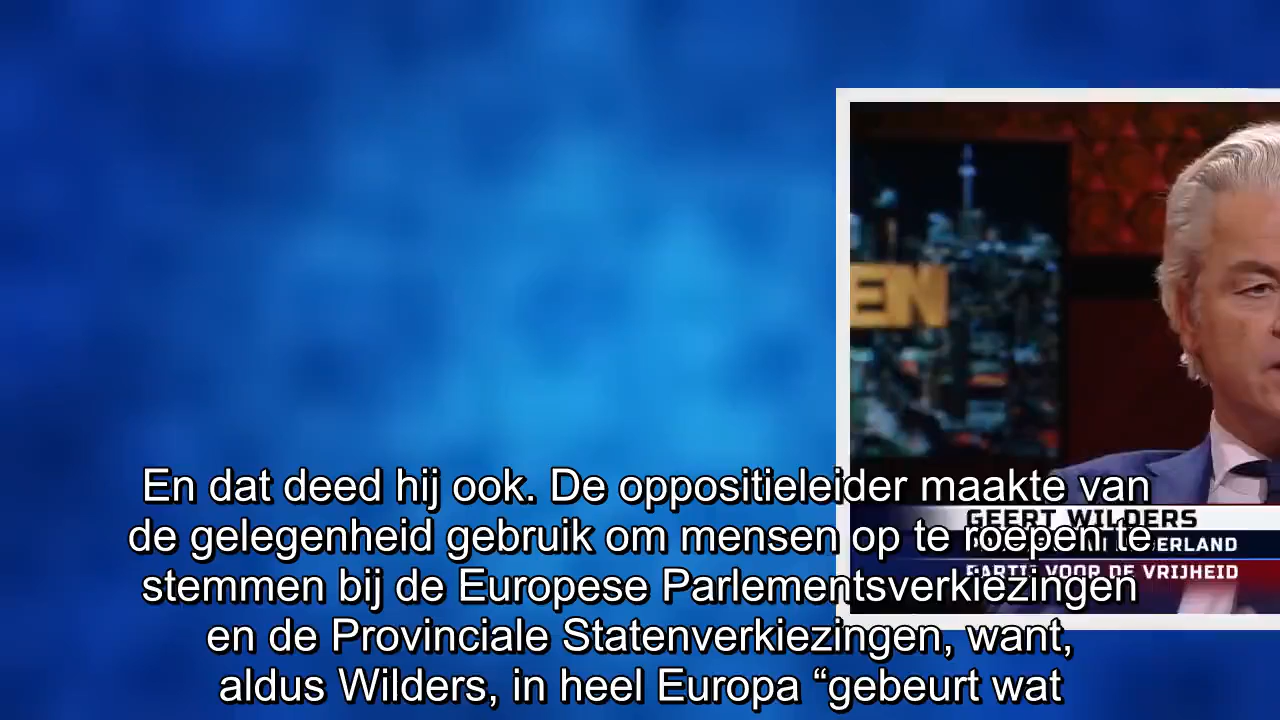 EN
En dat deed hij ook. De oppositieleider maakte van
GEERT WILDERS
de gelegenheid gebruik om mensen op te roepen te
PARTIJ VOOR DE VRIJHEID
stemmen bij de Europese Parlementsverkiezingen
en de Provinciale Statenverkiezingen, want,
aldus Wilders, in heel Europa “gebeurt wat